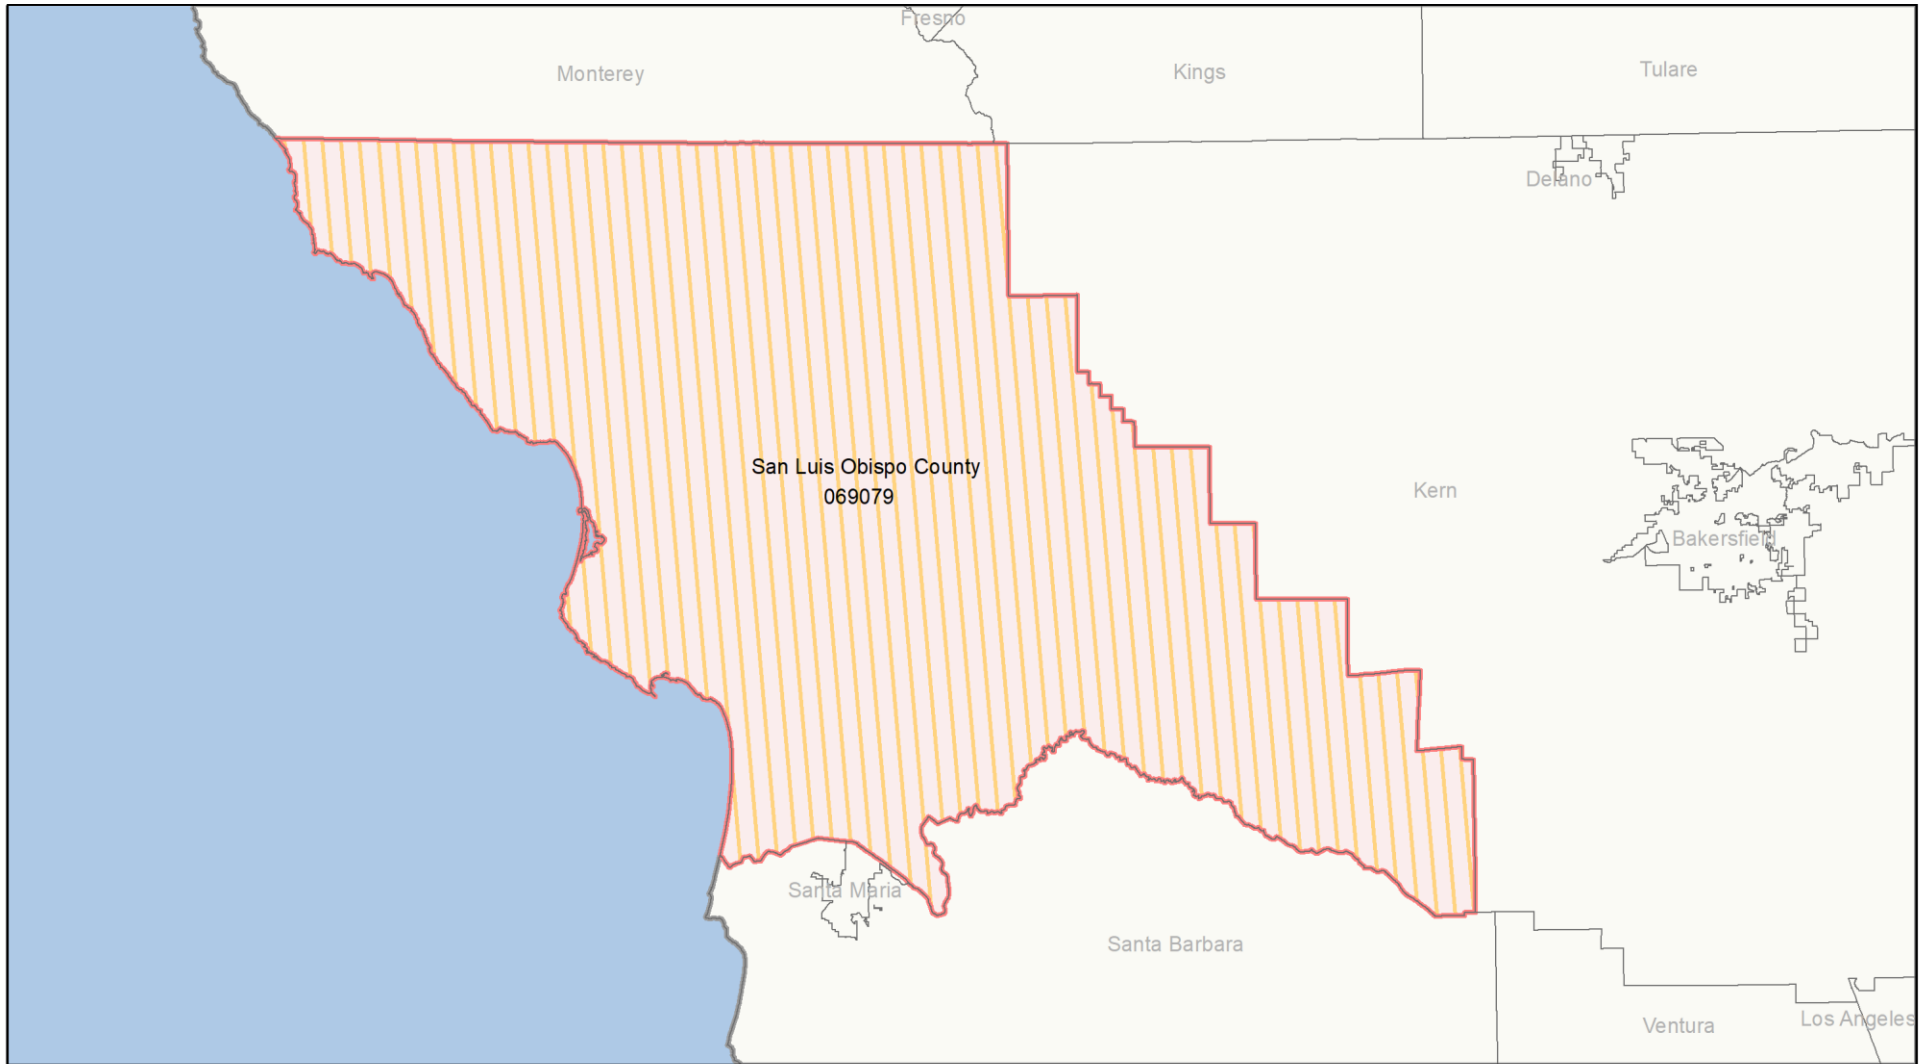 Fresno
Monterey
Kings
Tulare
Delano
San Luis Obispo County
069079
Kern
Bakersfield
Santa Maria
Santa Barbara
Ventura
Los Angeles